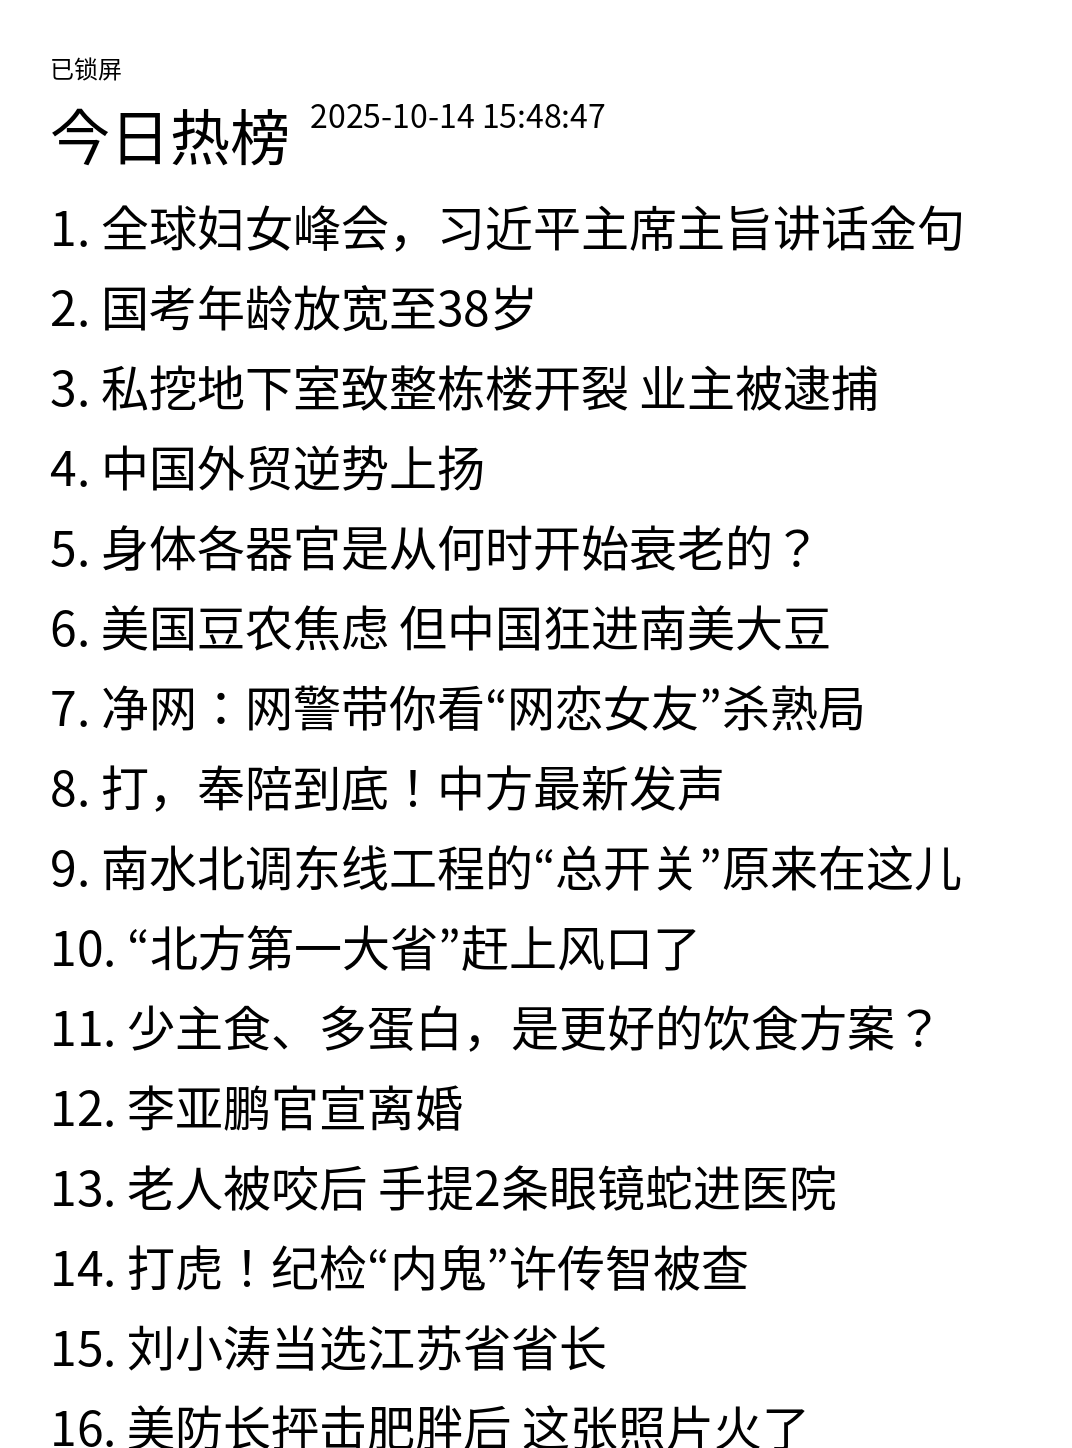 已锁屏
今日热榜 2025-10-14 15:48:47
1. 全球妇女峰会，习近平主席主旨讲话金句
2. 国考年龄放宽至38岁
3. 私挖地下室致整栋楼开裂 业主被逮捕
4. 中国外贸逆势上扬
5. 身体各器官是从何时开始衰老的？
6. 美国豆农焦虑 但中国狂进南美大豆
7. 净网：网警带你看“网恋女友”杀熟局
8. 打，奉陪到底！中方最新发声
9. 南水北调东线工程的“总开关”原来在这儿
10. “北方第一大省”赶上风口了
11. 少主食、多蛋白，是更好的饮食方案？
12. 李亚鹏官宣离婚
13. 老人被咬后 手提2条眼镜蛇进医院
14. 打虎！纪检“内鬼”许传智被查
15. 刘小涛当选江苏省省长
16. 美防长抨击肥胖后 这张照片火了